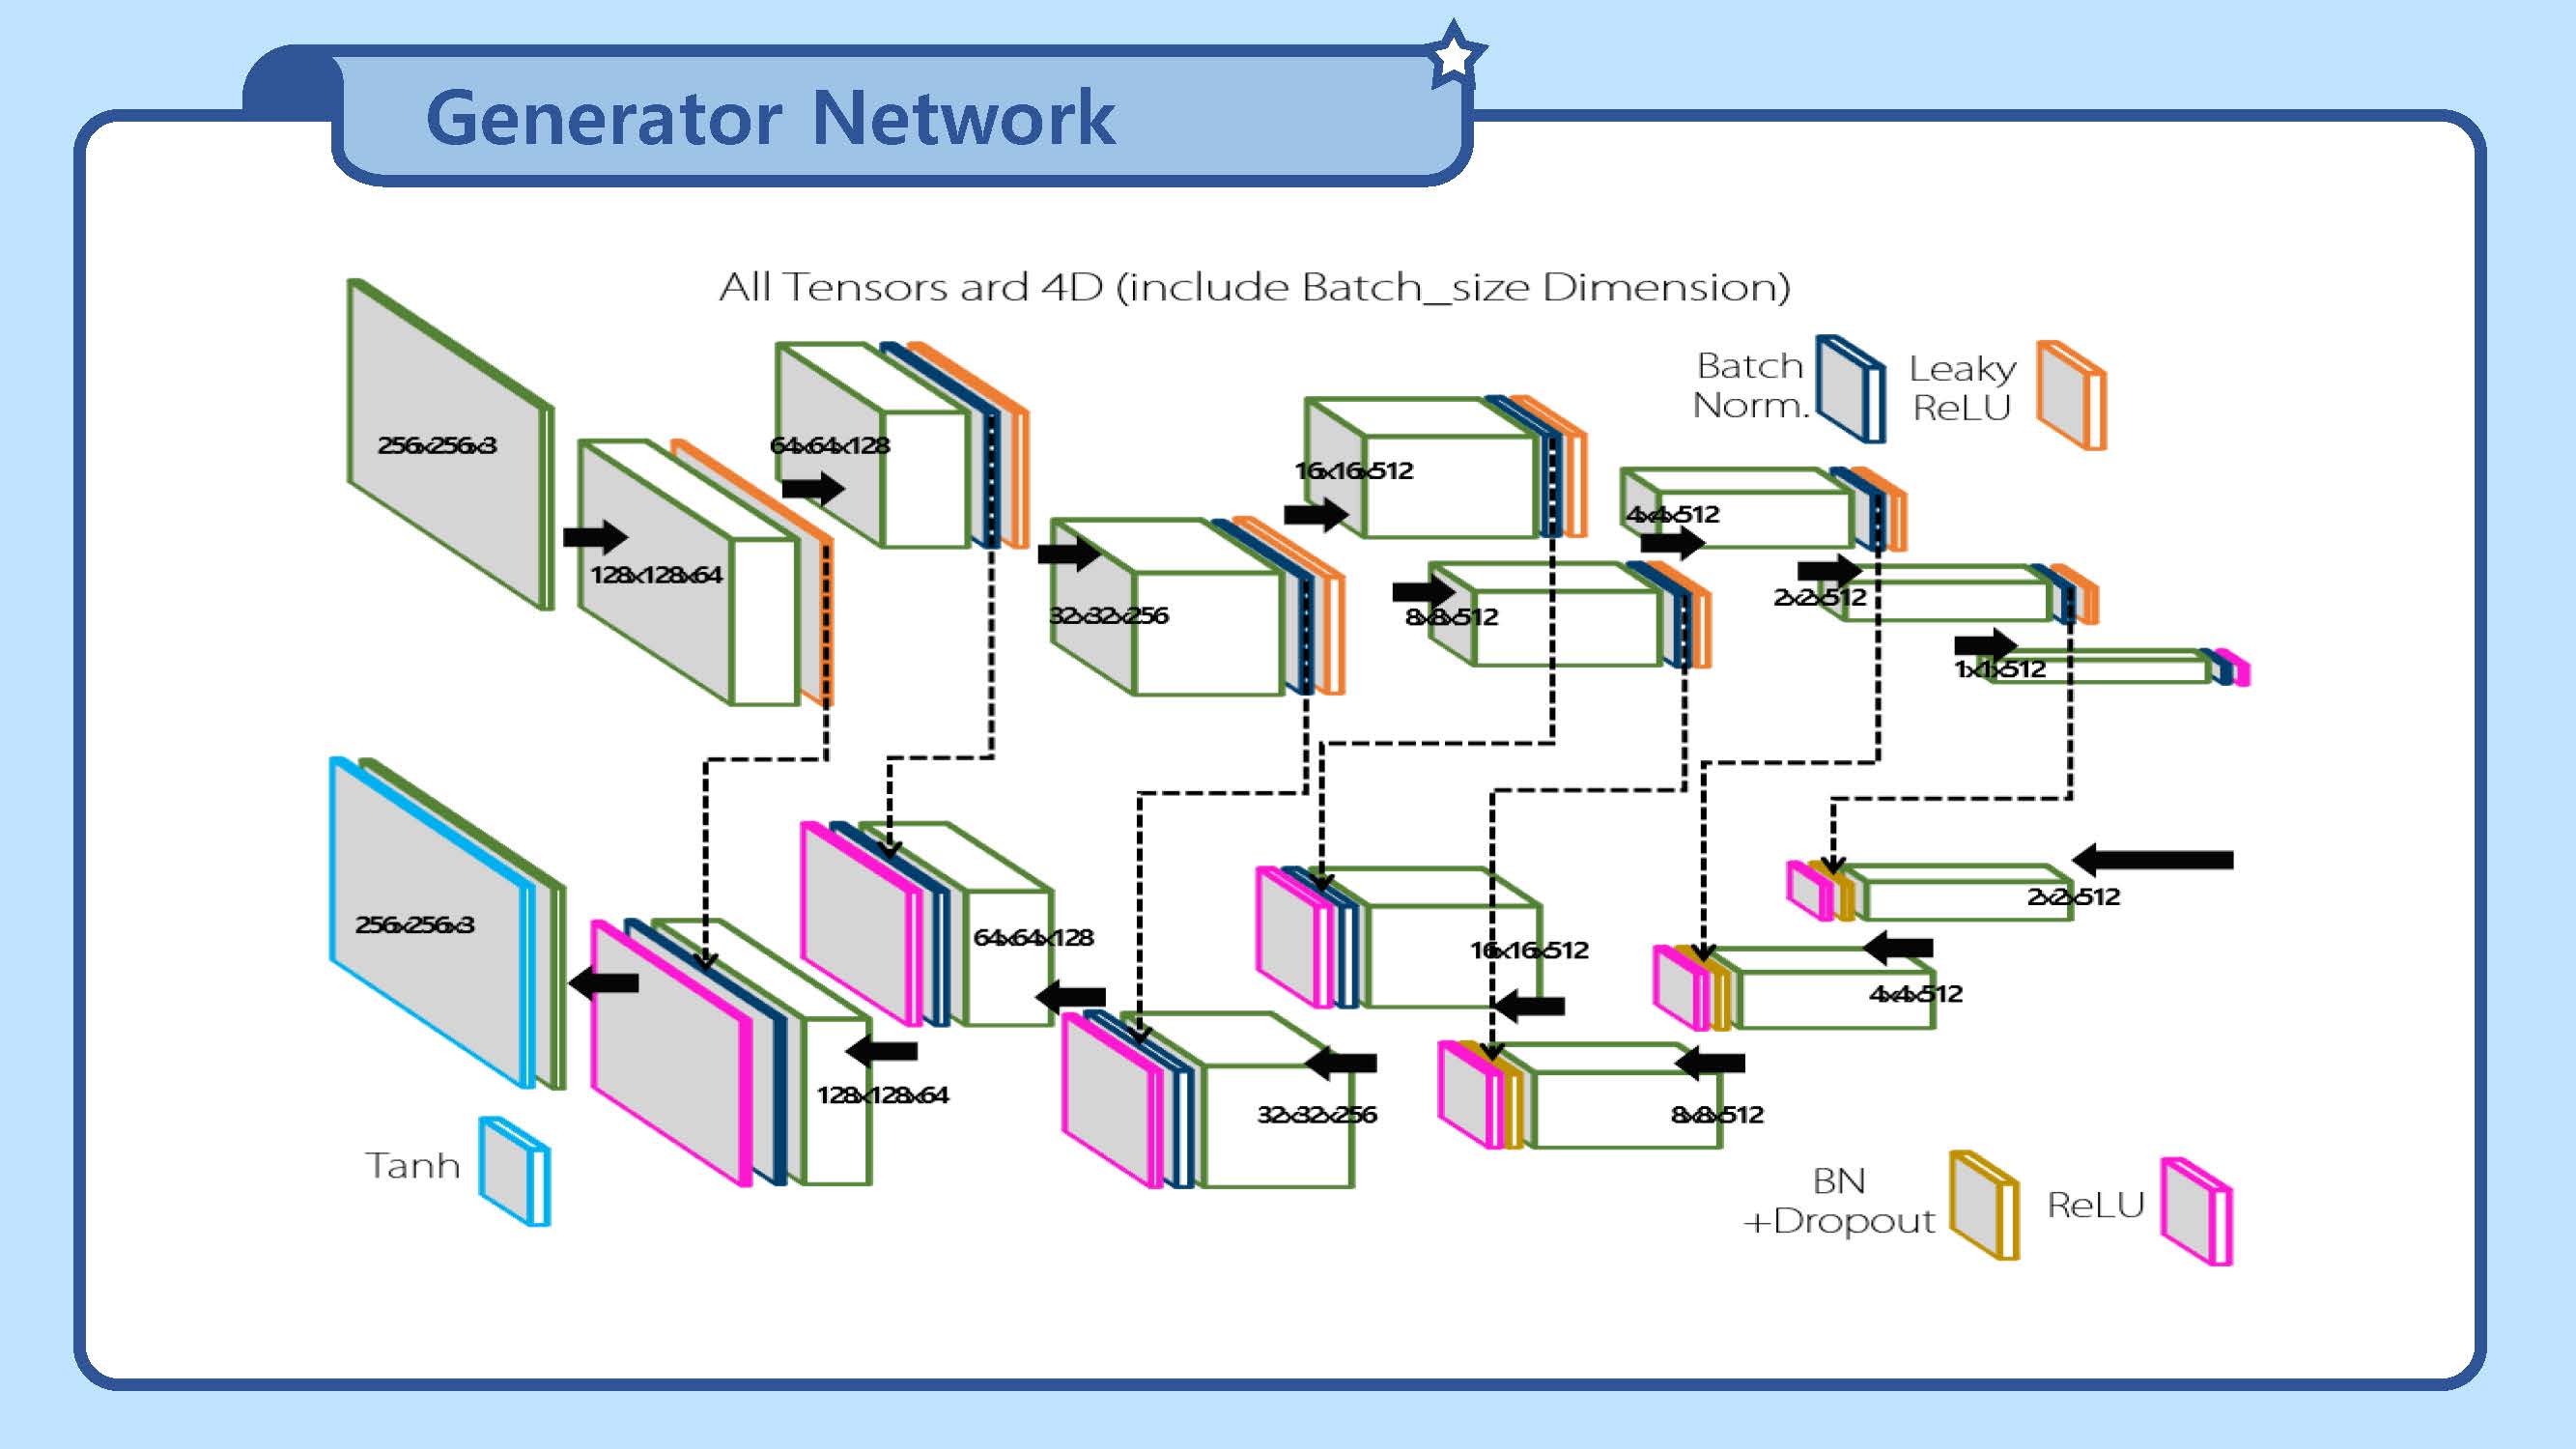 Generator Network
All Tensors ard 4D (include Batch_size Dimension)
Batch
Norm.
Leaky
ReLU
256x256x3
128x128x64
64x64x128
32x32x256
16x16x512
8x8x512
4x4x512
2x2x512
1x1x512
2x2x512
4x4x512
8x8x512
16x16x512
32x32x256
64x64x128
128x128x64
256x256x3
Tanh
BN
+Dropout
ReLU